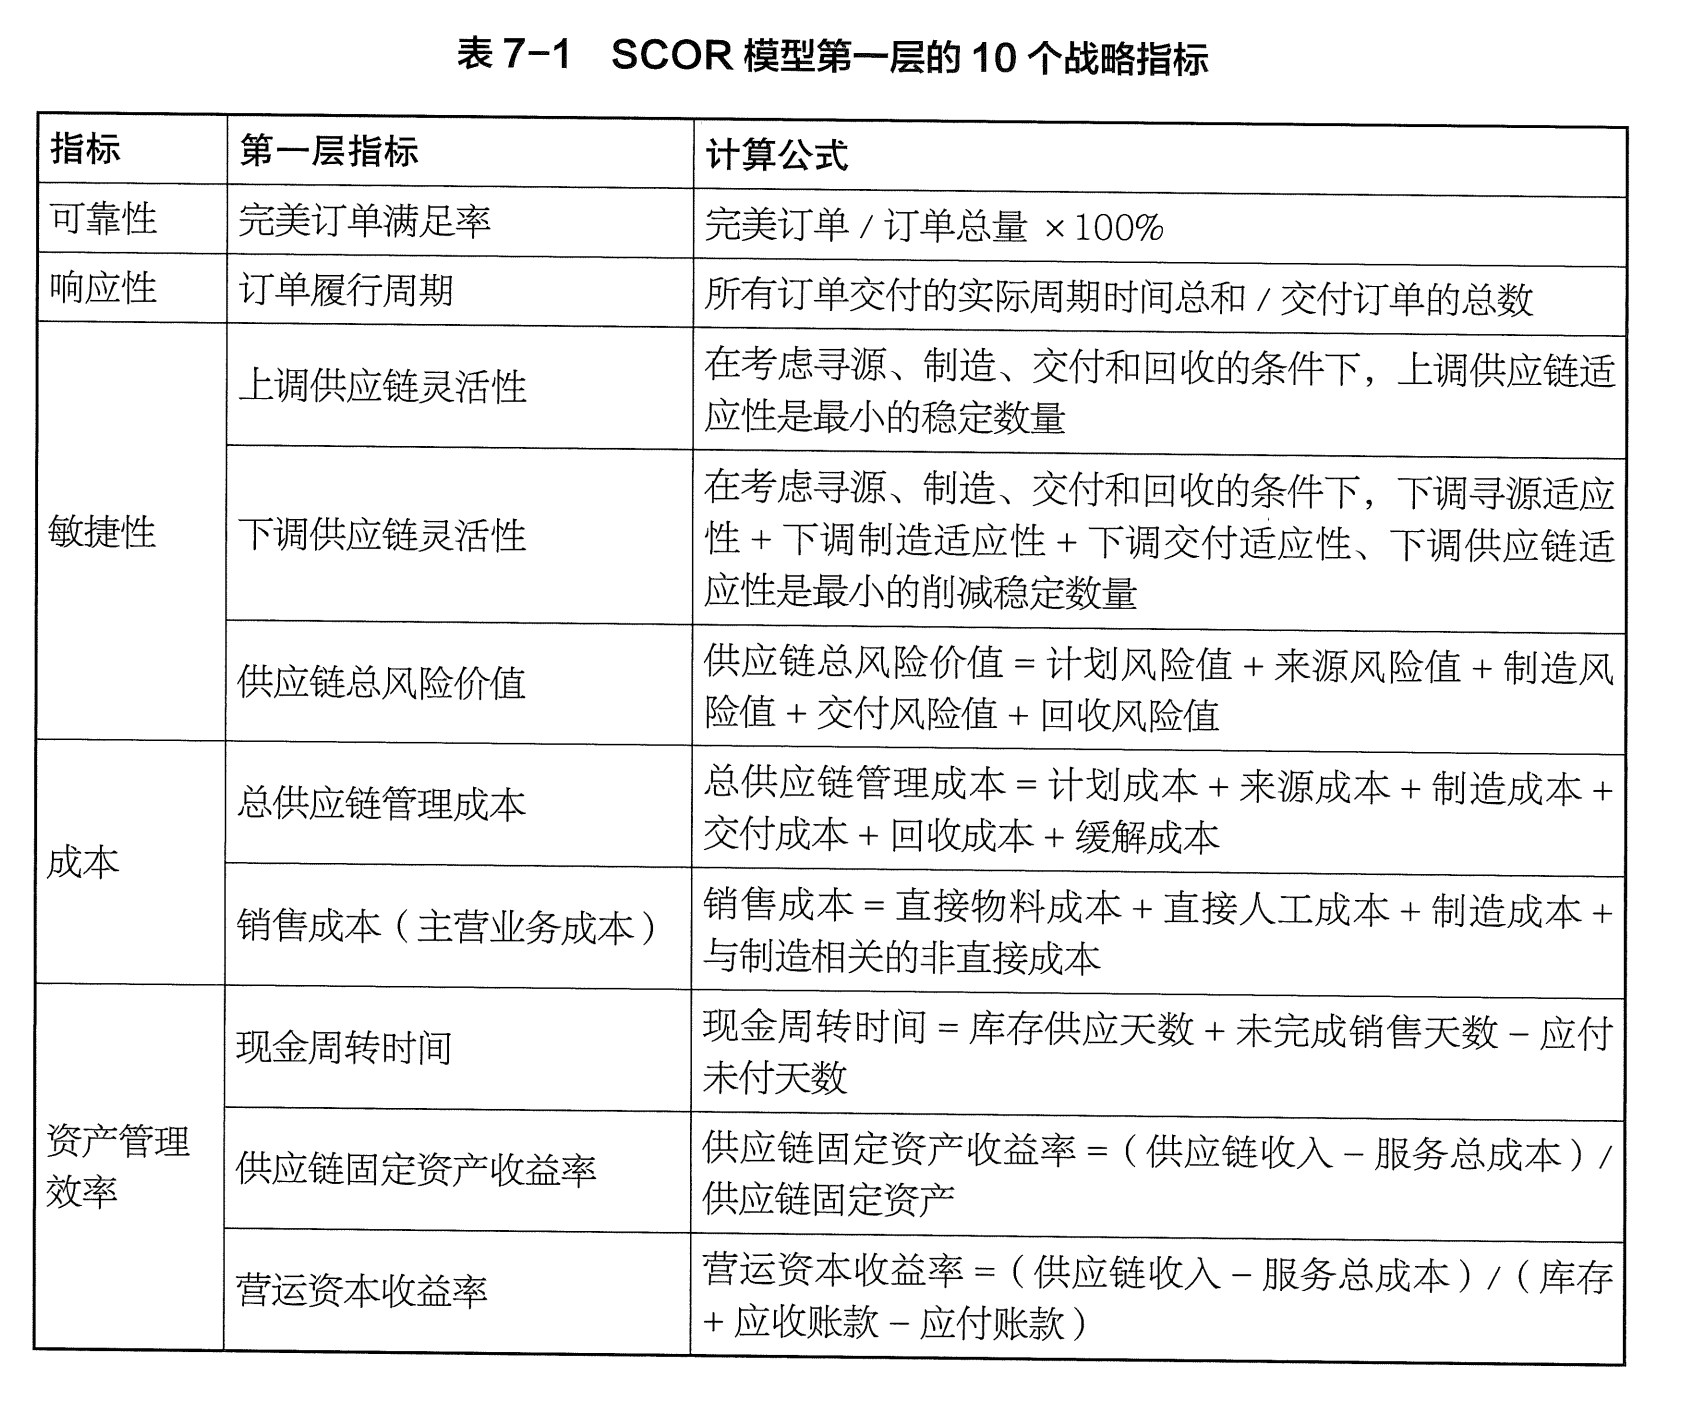 表 7-1 SCOR 模型第一层的 10 个战略指标
指标 第一层指标 计算公式
可靠性 完美订单满足率 完美订单 / 订单总量 ×100%
响应性 订单履行周期 所有订单交付的实际周期时间总和 / 交付订单的总数
敏捷性
上调供应链灵活性
在考虑寻源、制造、交付和回收的条件下，上调供应链适
应性是最小的稳定数量
下调供应链灵活性
在考虑寻源、制造、交付和回收的条件下，下调寻源适应
性 + 下调制造适应性 + 下调交付适应性、下调供应链适
应性是最小的削减稳定数量
供应链总风险价值
供应链总风险价值 = 计划风险值 + 来源风险值 + 制造风
险值 + 交付风险值 + 回收风险值
成本
总供应链管理成本
总供应链管理成本 = 计划成本 + 来源成本 + 制造成本 +
交付成本 + 回收成本 + 缓解成本
销售成本（主营业务成本）
销售成本 = 直接物料成本 + 直接人工成本 + 制造成本 +
与制造相关的非直接成本
资产管理
效率
现金周转时间
现金周转时间 = 库存供应天数 + 未完成销售天数 - 应付
未付天数
供应链固定资产收益率
供应链固定资产收益率 =（供应链收入 - 服务总成本）/
供应链固定资产
营运资本收益率
营运资本收益率 =（供应链收入 - 服务总成本）/（库存
+ 应收账款 - 应付账款）